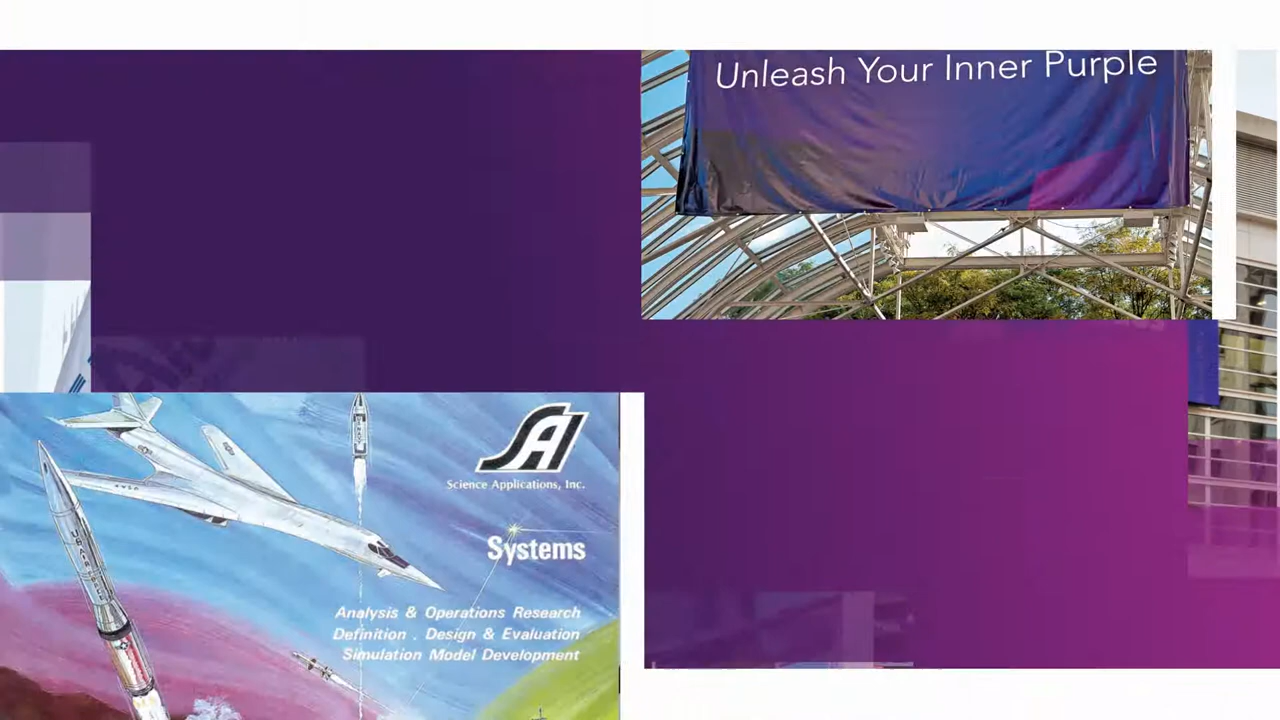 Unleash Your Inner Purple
SAI
Science Applications, Inc.
Systems
Analysis & Operations Research
Definition . Design & Evaluation
Simulation Model Development